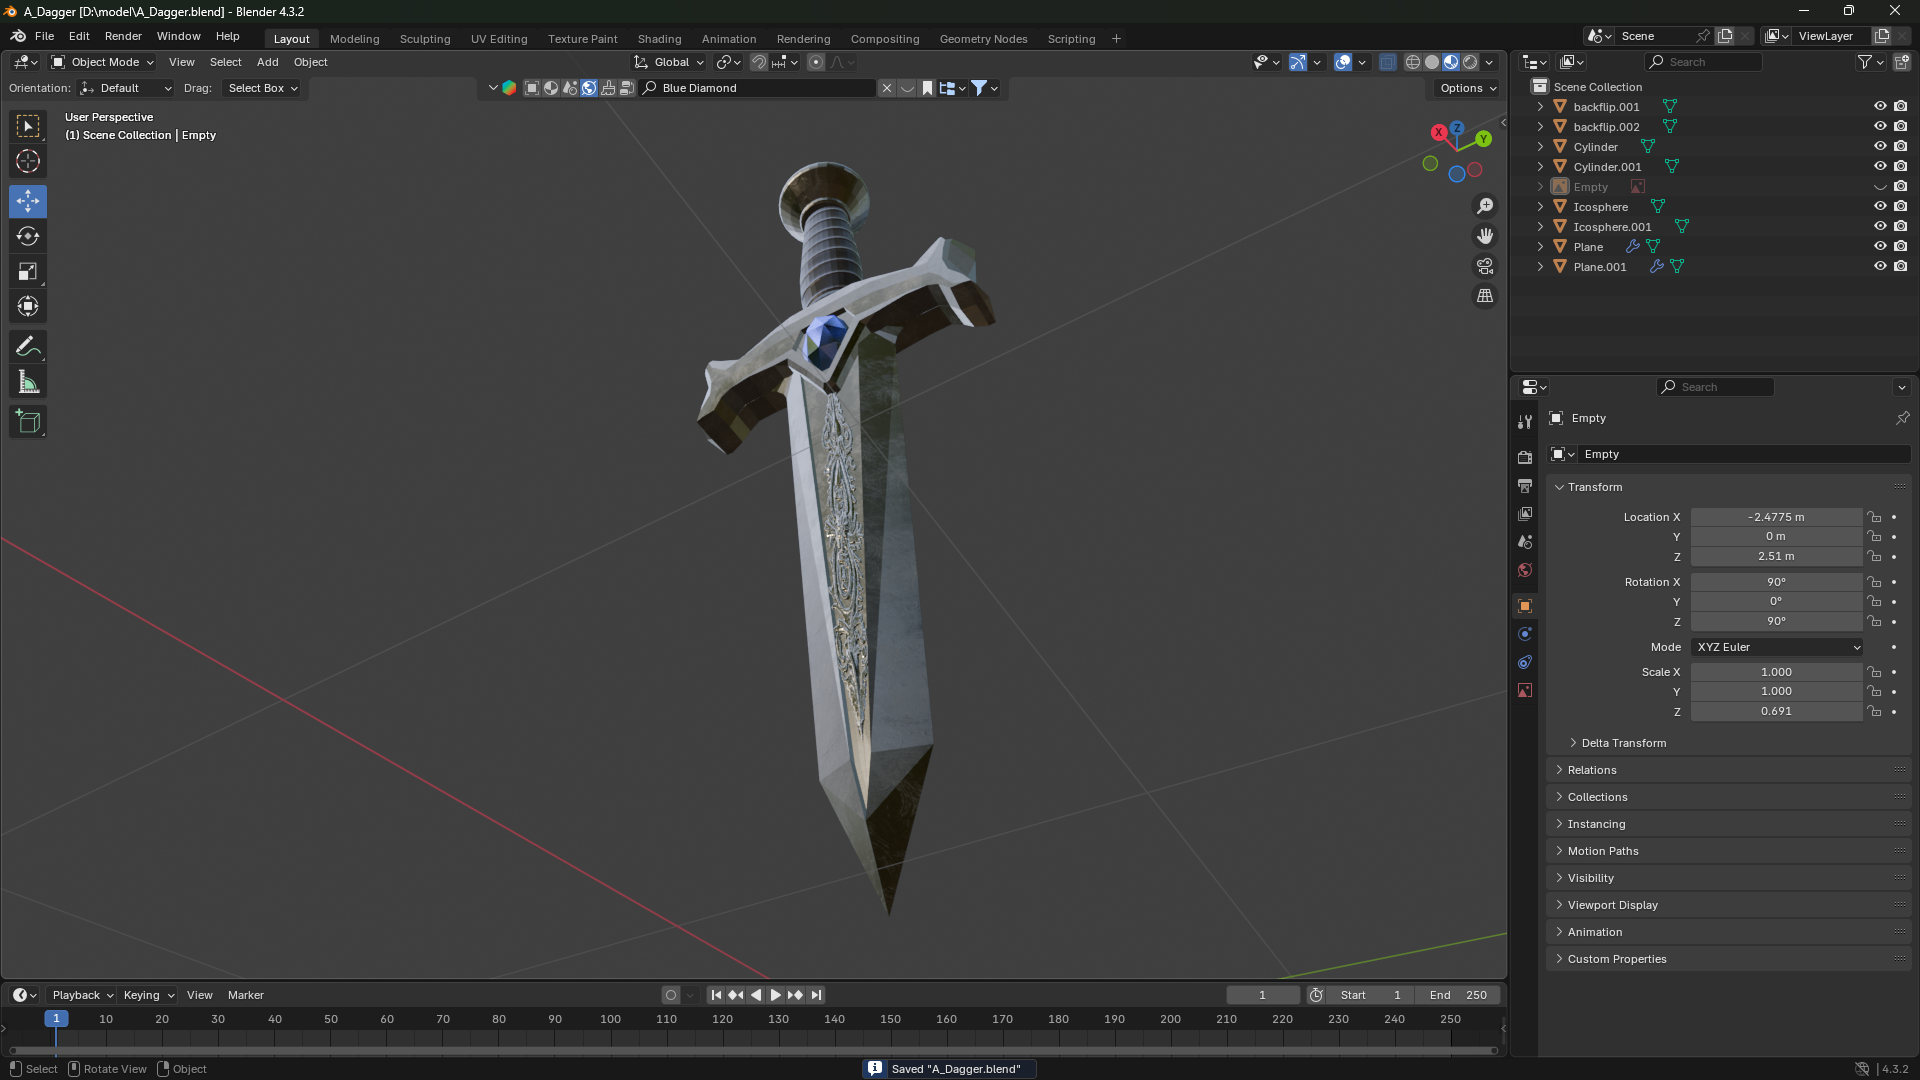 A_Dagger [D:\model\A_Dagger.blend] - Blender 4.3.2
File Edit Render Window Help
Layout Modeling Sculpting UV Editing Texture Paint Shading Animation Rendering Compositing Geometry Nodes Scripting
Scene
ViewLayer
Object Mode View Select Add Object
Global
Search
Orientation: Default Drag: Select Box
Blue Diamond
Options
User Perspective
(1) Scene Collection | Empty
X
Y
Z
Scene Collection
backflip.001
backflip.002
Cylinder
Cylinder.001
Empty
Icosphere
Icosphere.001
Plane
Plane.001
Search
Empty
Empty
Transform
Location X -2.4775 m
Y 0 m
Z 2.51 m
Rotation X 90°
Y 0°
Z 90°
Mode XYZ Euler
Scale X 1.000
Y 1.000
Z 0.691
Delta Transform
Relations
Collections
Instancing
Motion Paths
Visibility
Viewport Display
Animation
Custom Properties
Playback Keying View Marker
1
Start 1
End 250
1 10 20 30 40 50 60 70 80 90 100 110 120 130 140 150 160 170 180 190 200 210 220 230 240 250
Select Rotate View Object
Saved "A_Dagger.blend"
4.3.2